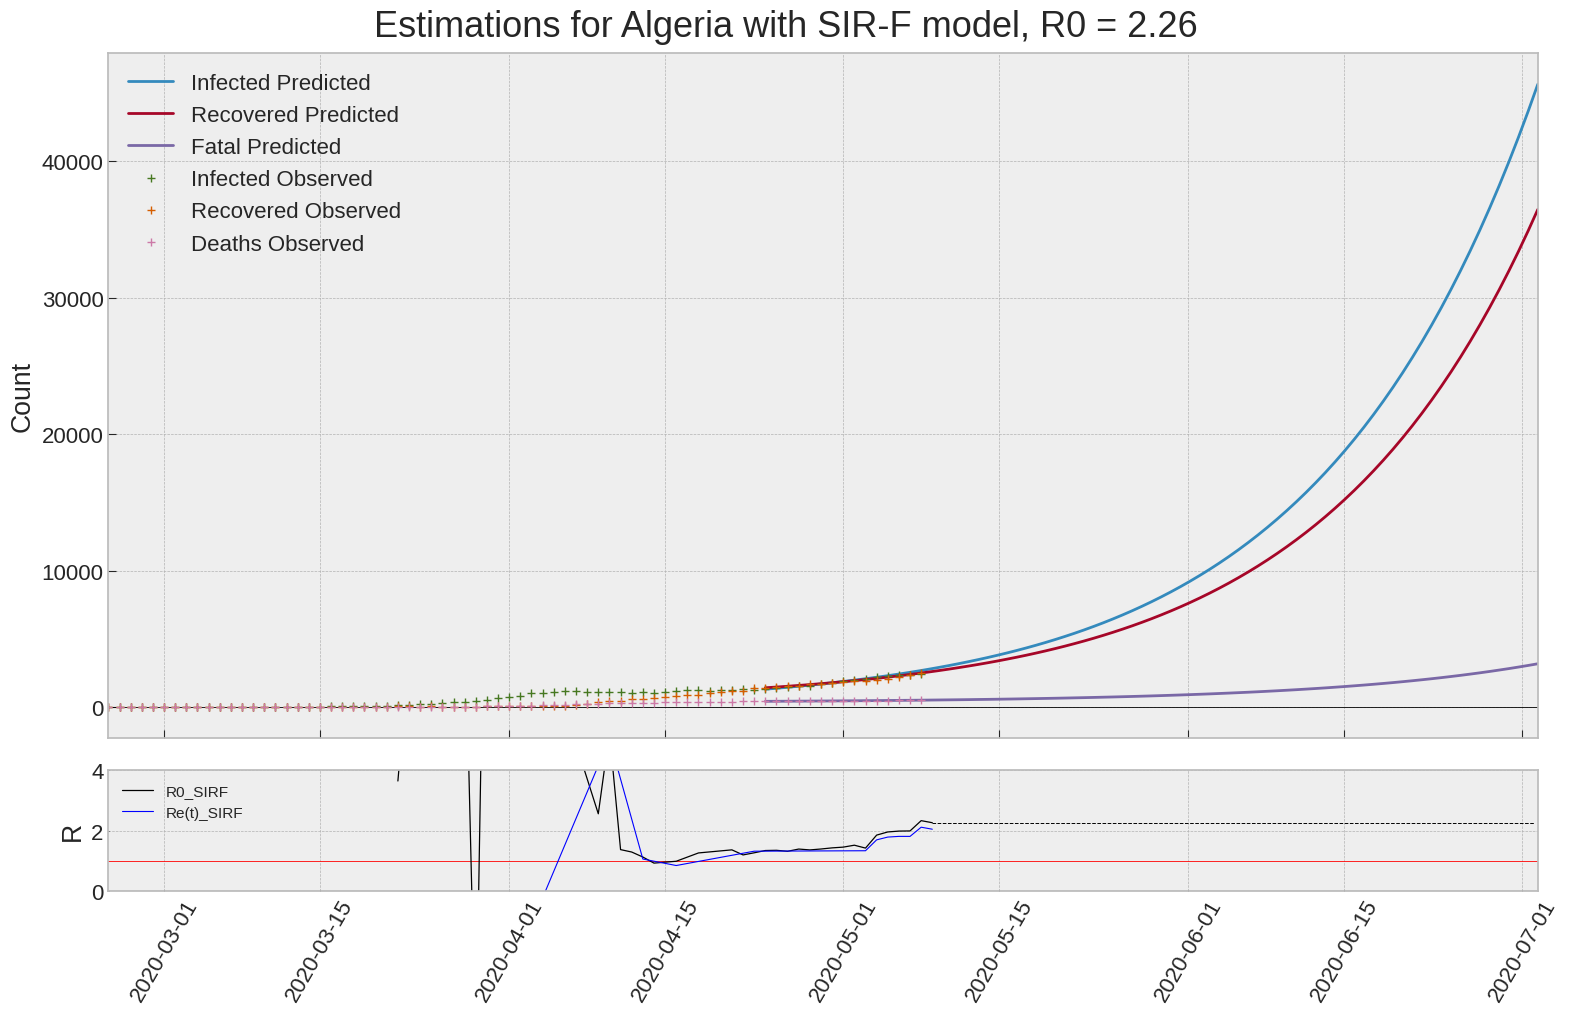 Estimations for Algeria with SIR-F model, R0 = 2.26
Infected Predicted
Recovered Predicted
Fatal Predicted
Infected Observed
Recovered Observed
Deaths Observed
40000
30000
20000
10000
0
Count
4
2
0
R
R0_SIRF
Re(t)_SIRF
2020-03-01
2020-03-15
2020-04-01
2020-04-15
2020-05-01
2020-05-15
2020-06-01
2020-06-15
2020-07-01